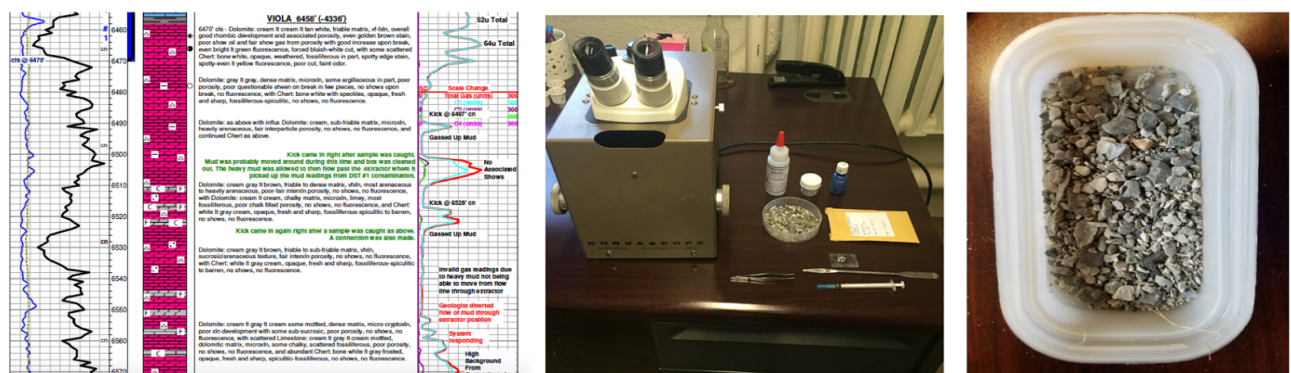 VIOLA 6458' (-4336')
6470' cfs - Dolomite: cream lt cream lt tan white, friable matrix, vf-hln, overall
good rhombic development and associated porosity, even golden brown stain,
poor show oil and fair show gas from porosity with good increase upon break,
even bright lt green fluorescence, forced bluish-white cut, with some scattered
Chert: bone white, opaque, weathered, fossiliferous in part, spotty edge stain,
spotty-even lt yellow fluorescence, poor cut, faint odor.
Dolomite: gray lt gray, dense matrix, microxln, some argillaceous in part, poor
porosity, poor questionable sheen on break in few pieces, no shows upon
break, no fluorescence, with Chert: bone white with speckles, opaque, fresh
and sharp, fossiliferous-spiculitic, no shows, no fluorescence.
Dolomite: as above with influx Dolomite: cream, sub-friable matrix, microxln,
heavily arenaceous, fair interparticle porosity, no shows, no fluorescence, and
continued Chert as above.
Kick came in right after sample was caught.
Mud was probably moved around during this time and box was cleaned
out. The heavy mud was allowed to then flow past the extractor where it
picked up the mud readings from DST #1 contamination.
Dolomite: cream gray lt brown, friable to dense matrix, vhsln, most arenaceous
to heavily arenaceous, poor-fair intexln porosity, no shows, no fluorescence,
with Dolomite: cream, chalky matrix, microxln, limey, most
fossiliferous, poor chalk filled porosity, no shows, no fluorescence, and Chert:
white lt gray cream, opaque, fresh and sharp, fossiliferous-spiculitic to barren,
no shows, no fluorescence.
Kick came in again right after a sample was caught as above.
A connection was also made.
Dolomite: cream gray lt brown, friable to sub-friable matrix, vfxln,
sucrosic/arenaceous texture, fair intexln porosity, no shows, no fluorescence,
with Chert: white lt gray cream, opaque, fresh and sharp, fossiliferous-spiculitic
to barren, no shows, no fluorescence.
Dolomite: cream gray lt cream some mottled, dense matrix, micro-cryptoxln,
poor xln development with some sub-sucrosic, poor porosity, no shows, no
fluorescence, with scattered Limestone: cream gray lt cream mottled,
dolomitic matrix, microxln, some chalky, scattered fossiliferous, poor porosity,
no shows, no fluorescence, and abundant Chert: bone white lt gray frosted,
opaque, fresh and sharp, spiculitic-fossiliferous, no shows, no fluorescence.
# 1
cfs @ 6470'
cn
cn
cn
cn
6460
6470
6480
6490
6500
6510
6520
6530
6540
6550
6560
6570
52u Total
64u Total
Scale Change
Total Gas (units) 300
Kick @ 6497' cn
Gassed Up Mud
No
Associated
Shows
Kick @ 6528' cn
Gassed Up Mud
Invalid gas readings due
to heavy mud not being
able to move from flow
line through extractor
Geologist diverted
flow of mud through
extractor position
System
responding
High
Background
From